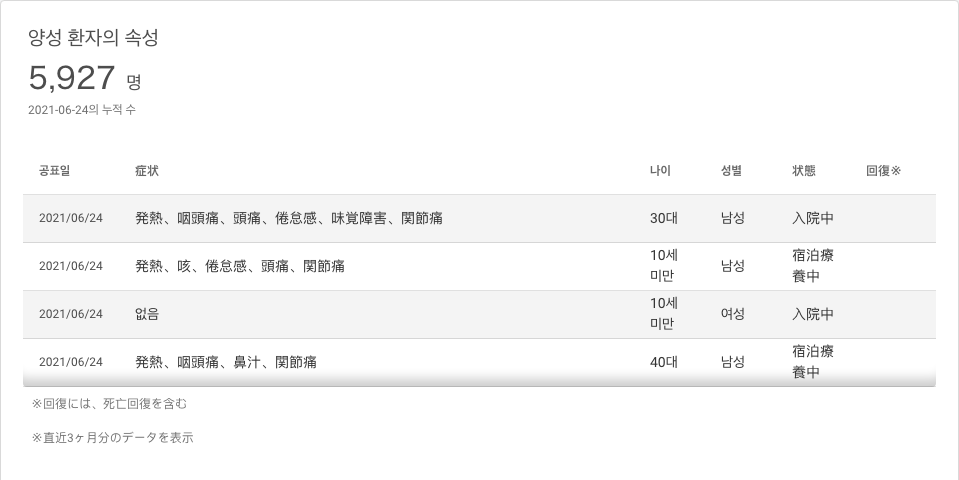 양성 환자의 속성
5,927 명
2021-06-24의 누적 수
공표일 症状 나이 성별 状態 回復※
2021/06/24 発熱、咽頭痛、頭痛、倦怠感、味覚障害、関節痛 30대 남성 入院中
2021/06/24 発熱、咳、倦怠感、頭痛、関節痛 10세 미만 남성 宿泊療養中
2021/06/24 없음 10세 미만 여성 入院中
2021/06/24 発熱、咽頭痛、鼻汁、関節痛 40대 남성 宿泊療養中
※回復には、死亡回復を含む
※直近3ヶ月分のデータを表示